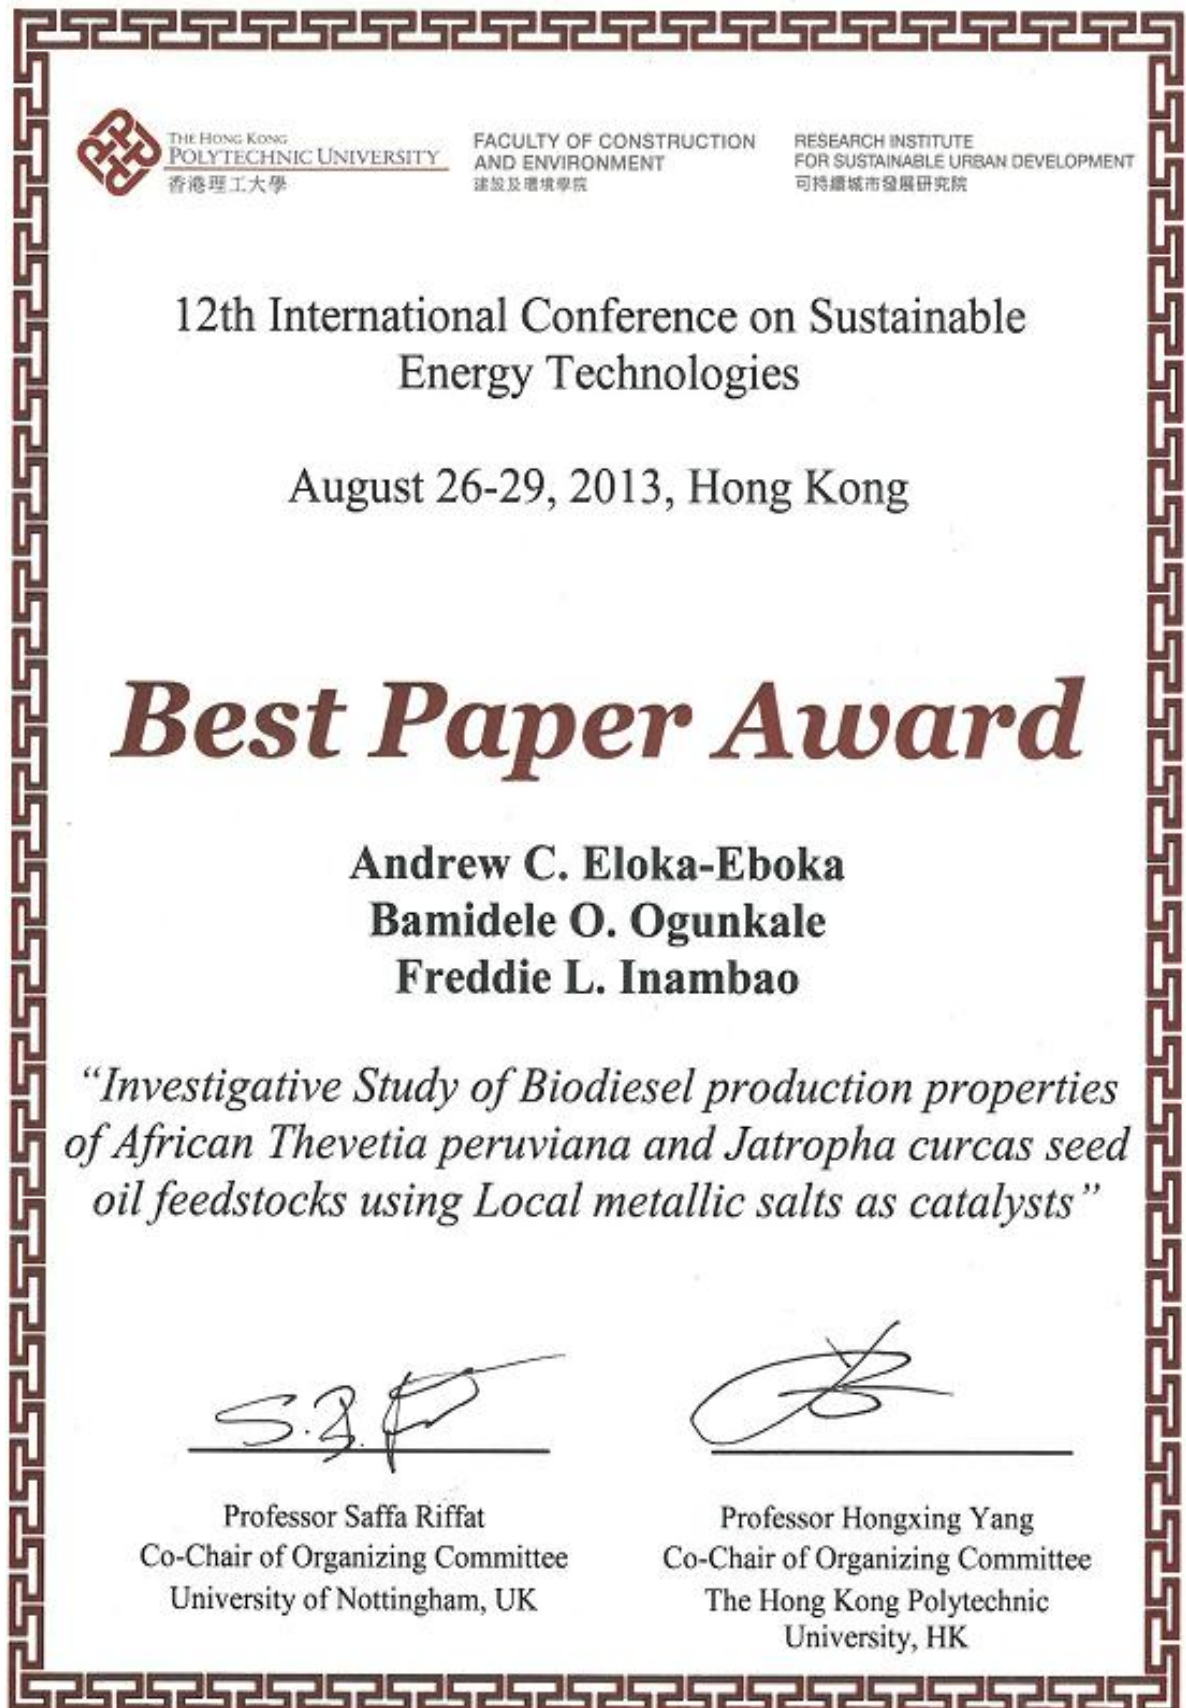 THE HONG KONG
POLYTECHNIC UNIVERSITY
香港理工大學
FACULTY OF CONSTRUCTION
AND ENVIRONMENT
建設及環境學院
RESEARCH INSTITUTE
FOR SUSTAINABLE URBAN DEVELOPMENT
可持續城市發展研究院
12th International Conference on Sustainable
Energy Technologies
August 26-29, 2013, Hong Kong
Best Paper Award
Andrew C. Eloka-Eboka
Bamidele O. Ogunkale
Freddie L. Inambao
“Investigative Study of Biodiesel production properties
of African Thevetia peruviana and Jatropha curcas seed
oil feedstocks using Local metallic salts as catalysts”
Professor Saffa Riffat
Co-Chair of Organizing Committee
University of Nottingham, UK
Professor Hongxing Yang
Co-Chair of Organizing Committee
The Hong Kong Polytechnic
University, HK